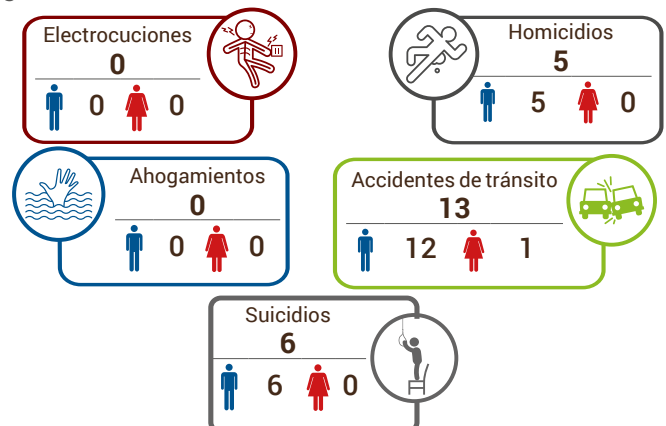 Electrocuciones
0
0 0
Homicidios
5
5 0
Ahogamientos
0
0 0
Accidentes de tránsito
13
12 1
Suicidios
6
6 0